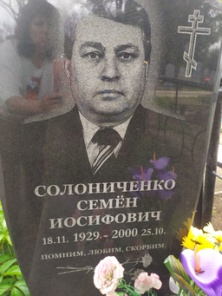 СОЛОНИЧЕНКО
СЕМЁН
ИОСИФОВИЧ
18.11. 1929 - 2000 25.10.
ПОМНИМ, ЛЮБИМ, СКОРБИМ.